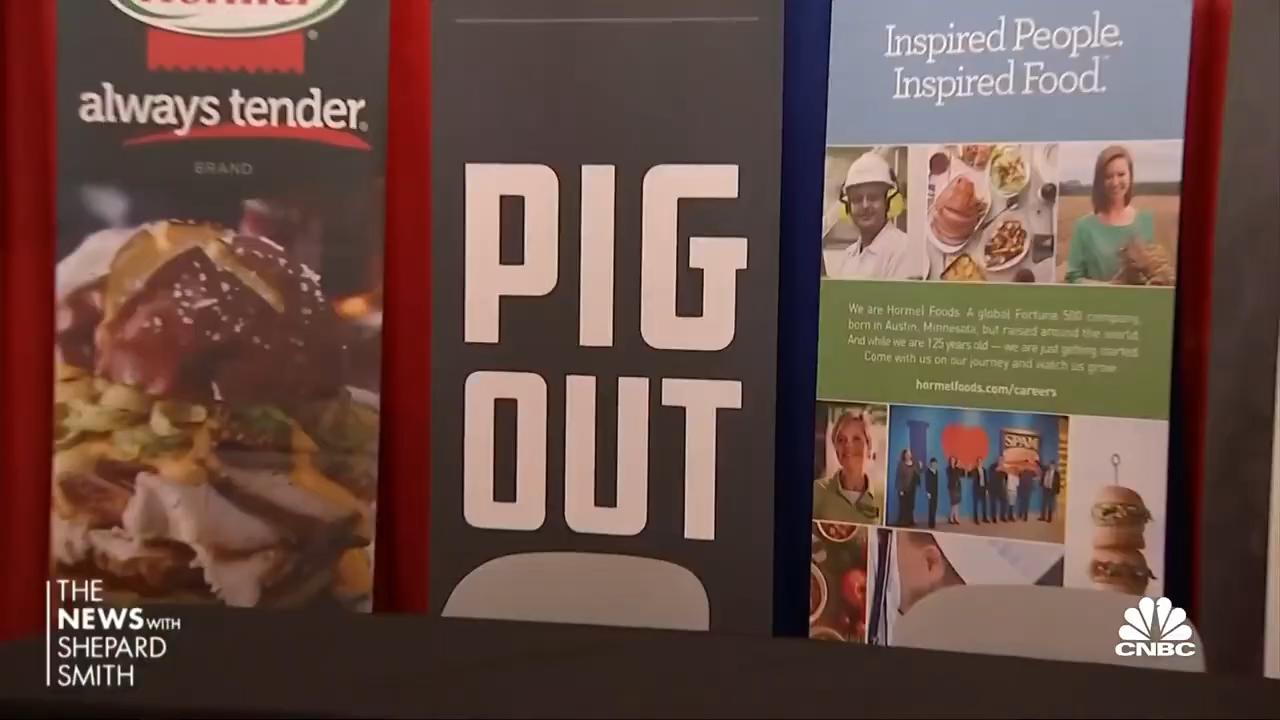 Hormel
always tender.
BRAND
PIG
OUT
Inspired People.
Inspired Food.™
We are Hormel Foods. A global Fortune 500 company,
born in Austin, Minnesota, but raised around the world.
And while we are 125 years old — we are just getting started.
Come with us on our journey and watch us grow.
hormelfoods.com/careers
I
SPAM
THE
NEWS WITH
SHEPARD
SMITH
CNBC